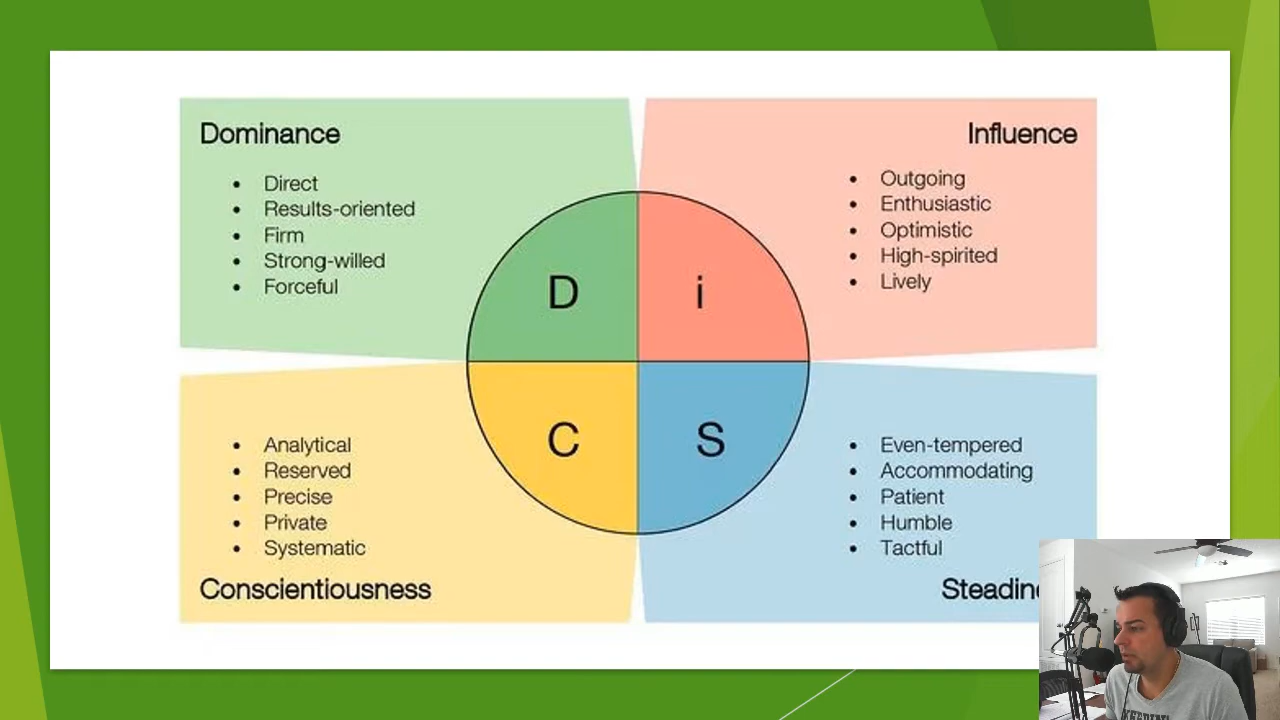 Dominance
• Direct
• Results-oriented
• Firm
• Strong-willed
• Forceful
Influence
• Outgoing
• Enthusiastic
• Optimistic
• High-spirited
• Lively
D
i
C
S
• Analytical
• Reserved
• Precise
• Private
• Systematic
Conscientiousness
• Even-tempered
• Accommodating
• Patient
• Humble
• Tactful